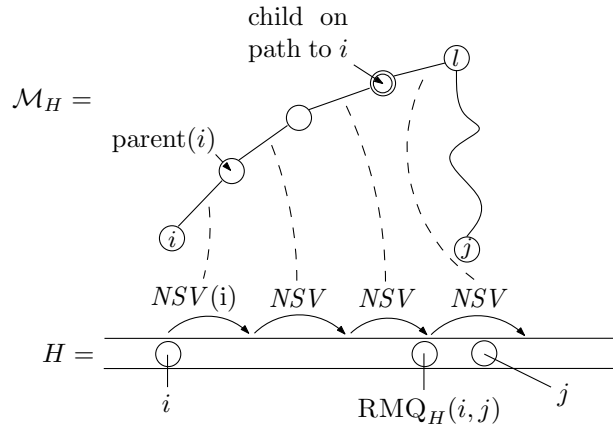 child on
path to i
l
M_H =
parent(i)
i
j
NSV(i) NSV NSV NSV
H =
i
RMQ_H(i, j)
j